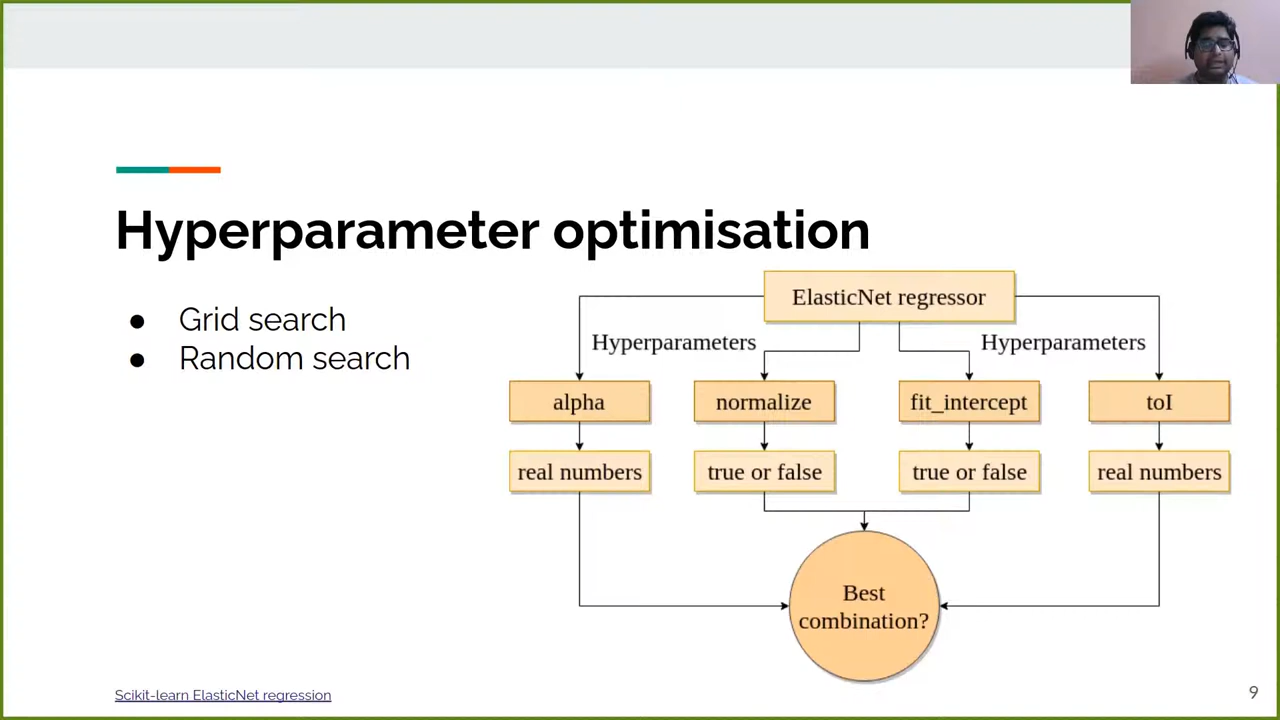 Hyperparameter optimisation
● Grid search
● Random search
ElasticNet regressor
Hyperparameters
Hyperparameters
alpha
normalize
fit_intercept
toI
real numbers
true or false
true or false
real numbers
Best
combination?
Scikit-learn ElasticNet regression
9